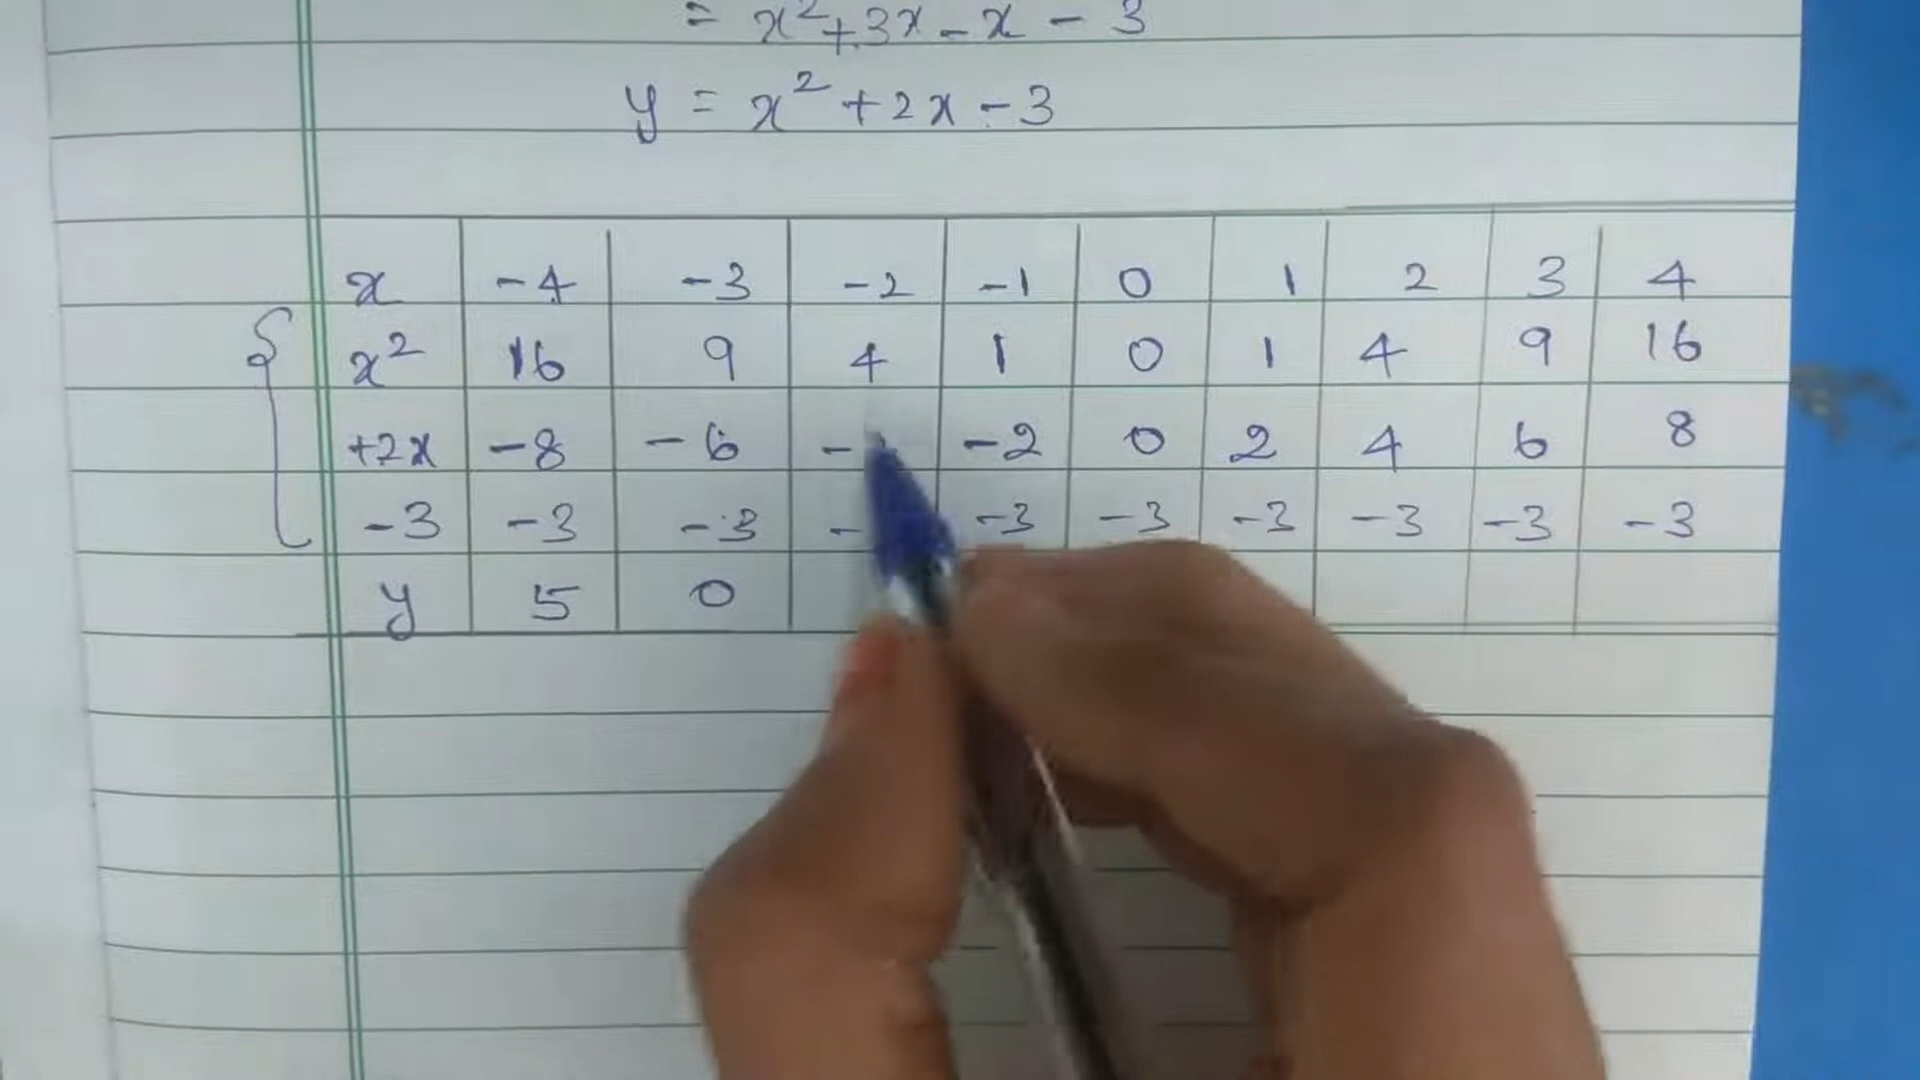 = x²+3x-x-3
y = x²+2x-3
x -4 -3 -2 -1 0 1 2 3 4
x² 16 9 4 1 0 1 4 9 16
+2x -8 -6 - -2 0 2 4 6 8
-3 -3 -3 - -3 -3 -3 -3 -3 -3
y 5 0